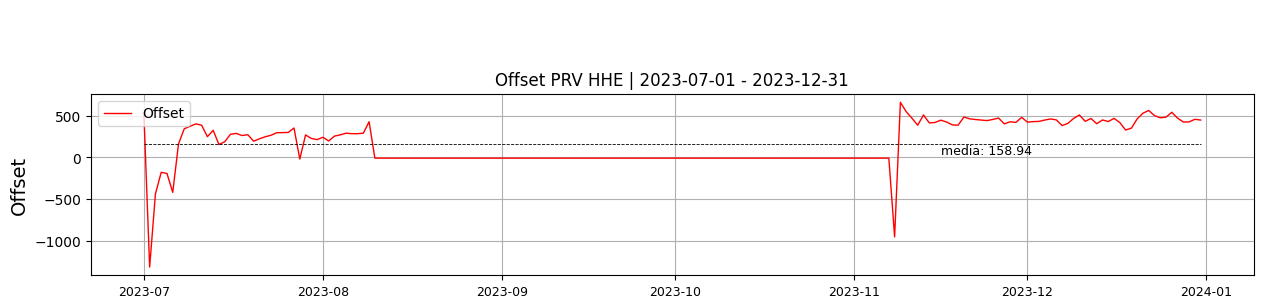 Offset PRV HHE | 2023-07-01 - 2023-12-31
Offset
Offset
500
0
−500
−1000
media: 158.94
2023-07 2023-08 2023-09 2023-10 2023-11 2023-12 2024-01